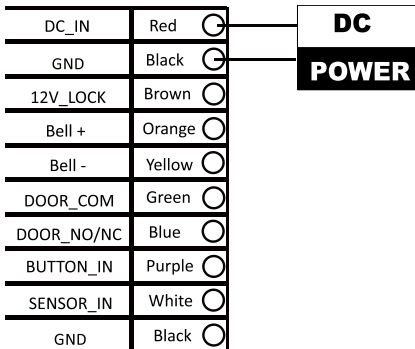 DC_IN Red DC
GND Black POWER
12V_LOCK Brown
Bell + Orange
Bell - Yellow
DOOR_COM Green
DOOR_NO/NC Blue
BUTTON_IN Purple
SENSOR_IN White
GND Black